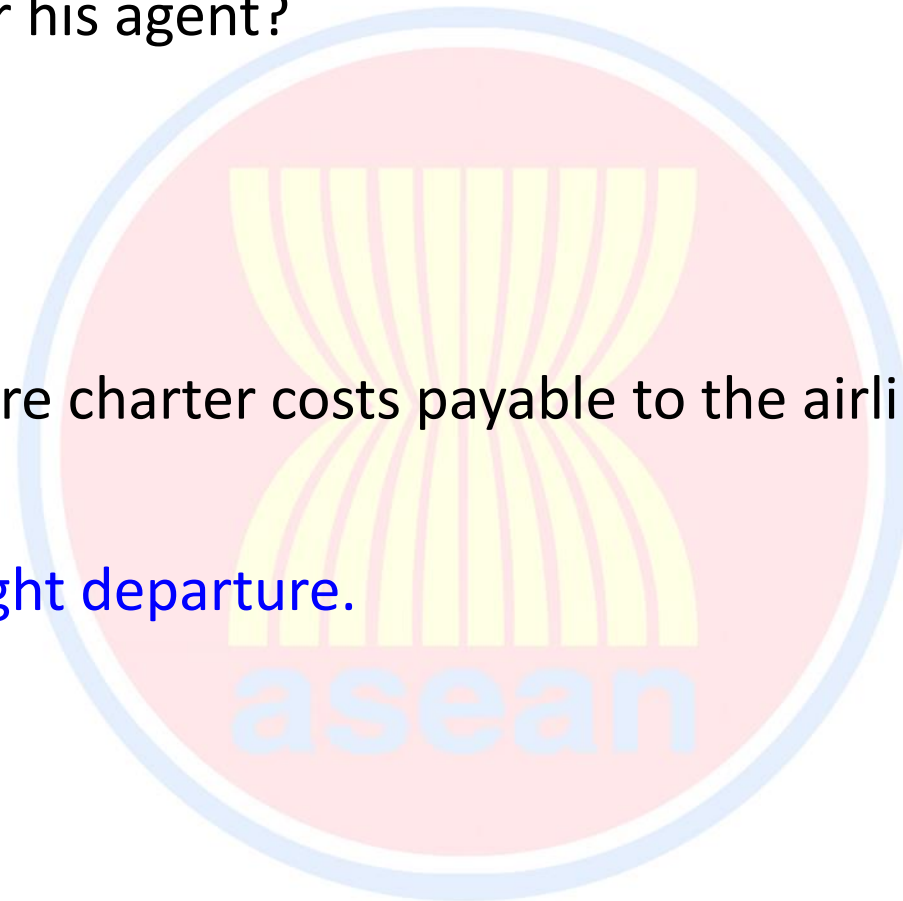 r his agent?
re charter costs payable to the airli
ght departure.
asean